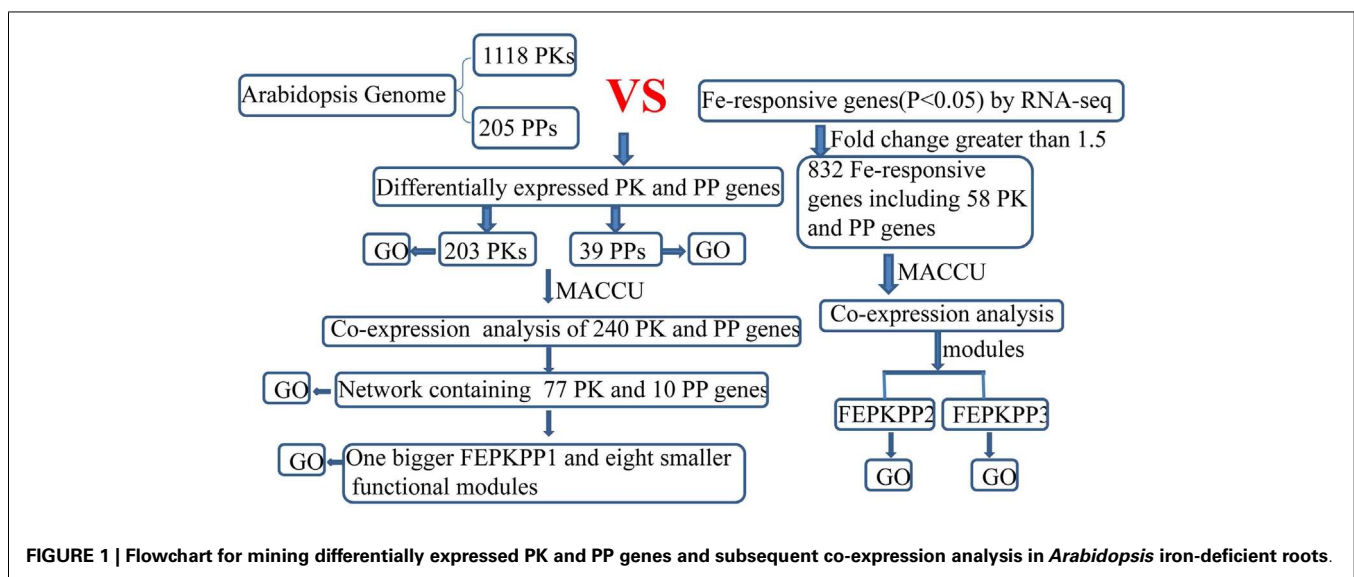 1118 PKs
Arabidopsis Genome
205 PPs
VS
Fe-responsive genes(P<0.05) by RNA-seq
Fold change greater than 1.5
832 Fe-responsive
genes including 58 PK
and PP genes
Differentially expressed PK and PP genes
GO
203 PKs
39 PPs
GO
MACCU
MACCU
Co-expression analysis of 240 PK and PP genes
Co-expression analysis
modules
GO
Network containing 77 PK and 10 PP genes
FEPKPP2
FEPKPP3
GO
One bigger FEPKPP1 and eight smaller
functional modules
GO
GO
FIGURE 1 | Flowchart for mining differentially expressed PK and PP genes and subsequent co-expression analysis in Arabidopsis iron-deficient roots.